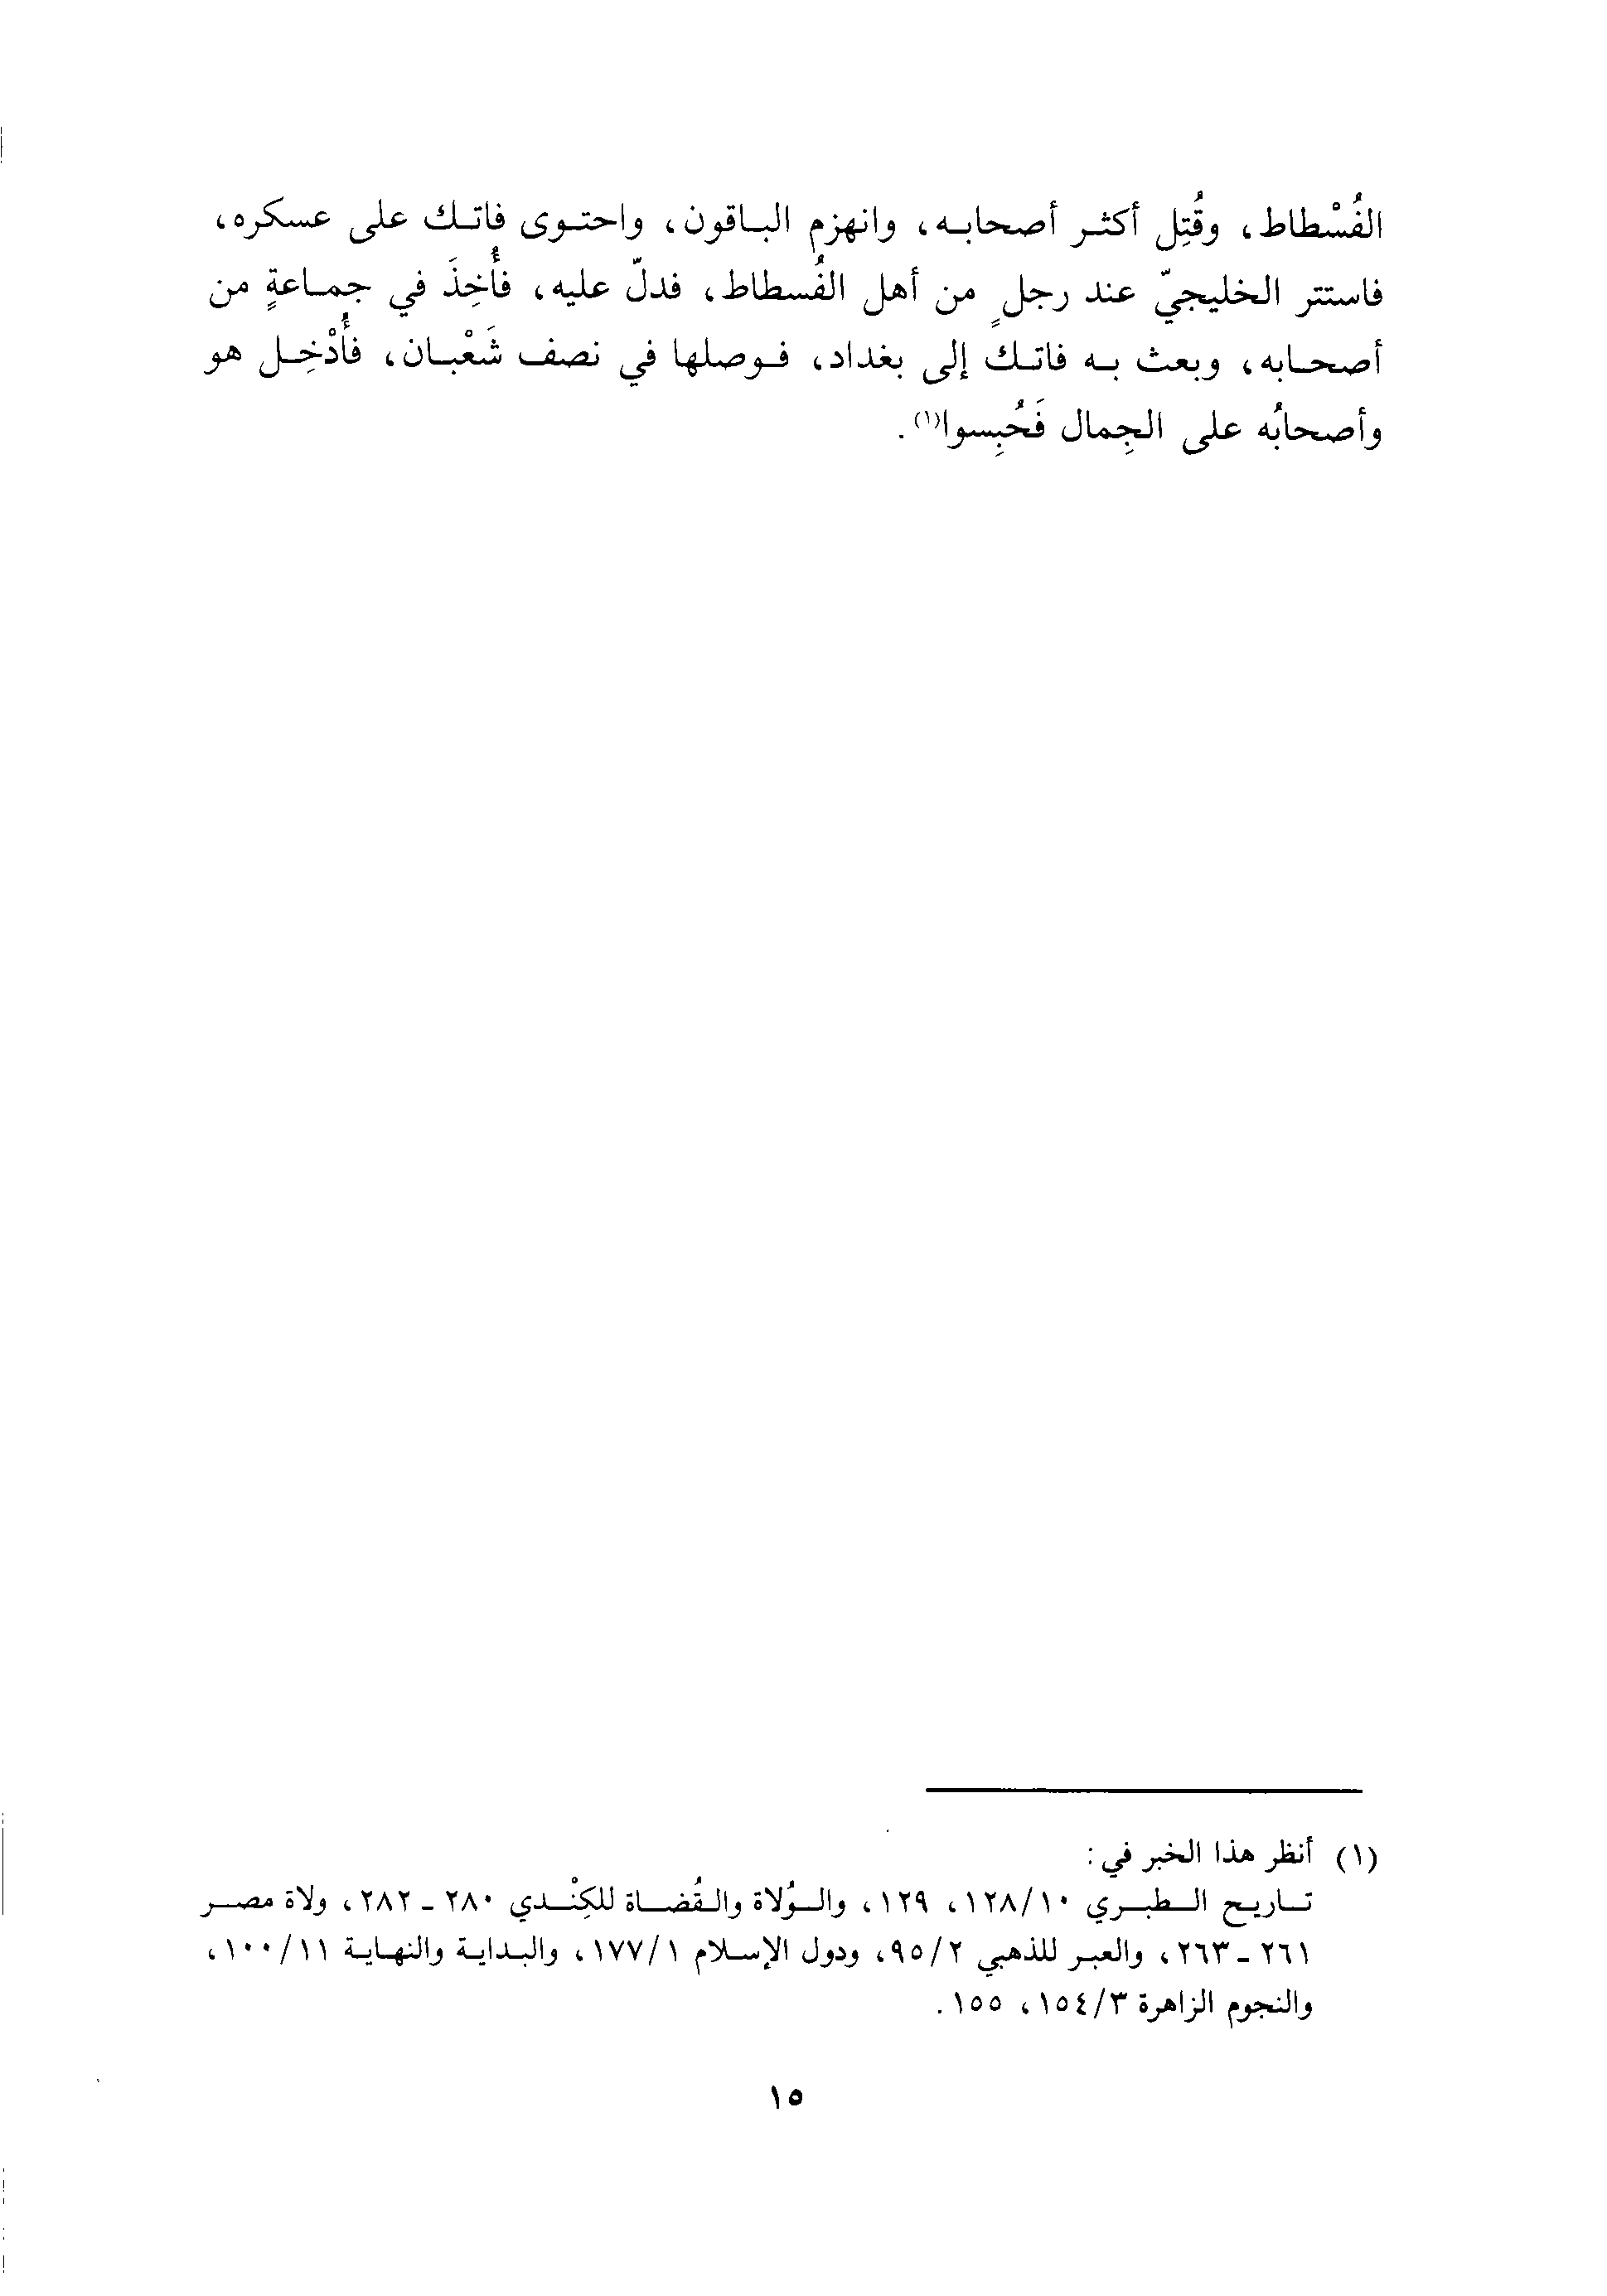 الفُسْطاط، وقُتِل أكثر أصحابه، وانهزم الباقون، واحتوى فاتك على عسكره،
فاستتر الخليجيّ عند رجلٍ من أهل الفُسطاط، فدلّ عليه، فأُخِذَ في جماعةٍ من
أصحابه، وبعث به فاتك إلى بغداد، فوصلها في نصف شَعْبان، فأُدْخِل هو
وأصحابُه على الجِمال فَحُبِسوا(١).
(١) أنظر هذا الخبر في:
تاريخ الطبري ١٢٨/١٠، ١٢٩، والوُلاة والقُضاة للكِنْدي ٢٨٠ - ٢٨٢، ولاة مصر
٢٦١ - ٢٦٣، والعبر للذهبي ٩٥/٢، ودول الإسلام ١٧٧/١، والبداية والنهاية ١٠٠/١١،
والنجوم الزاهرة ١٥٤/٣، ١٥٥.
١٥